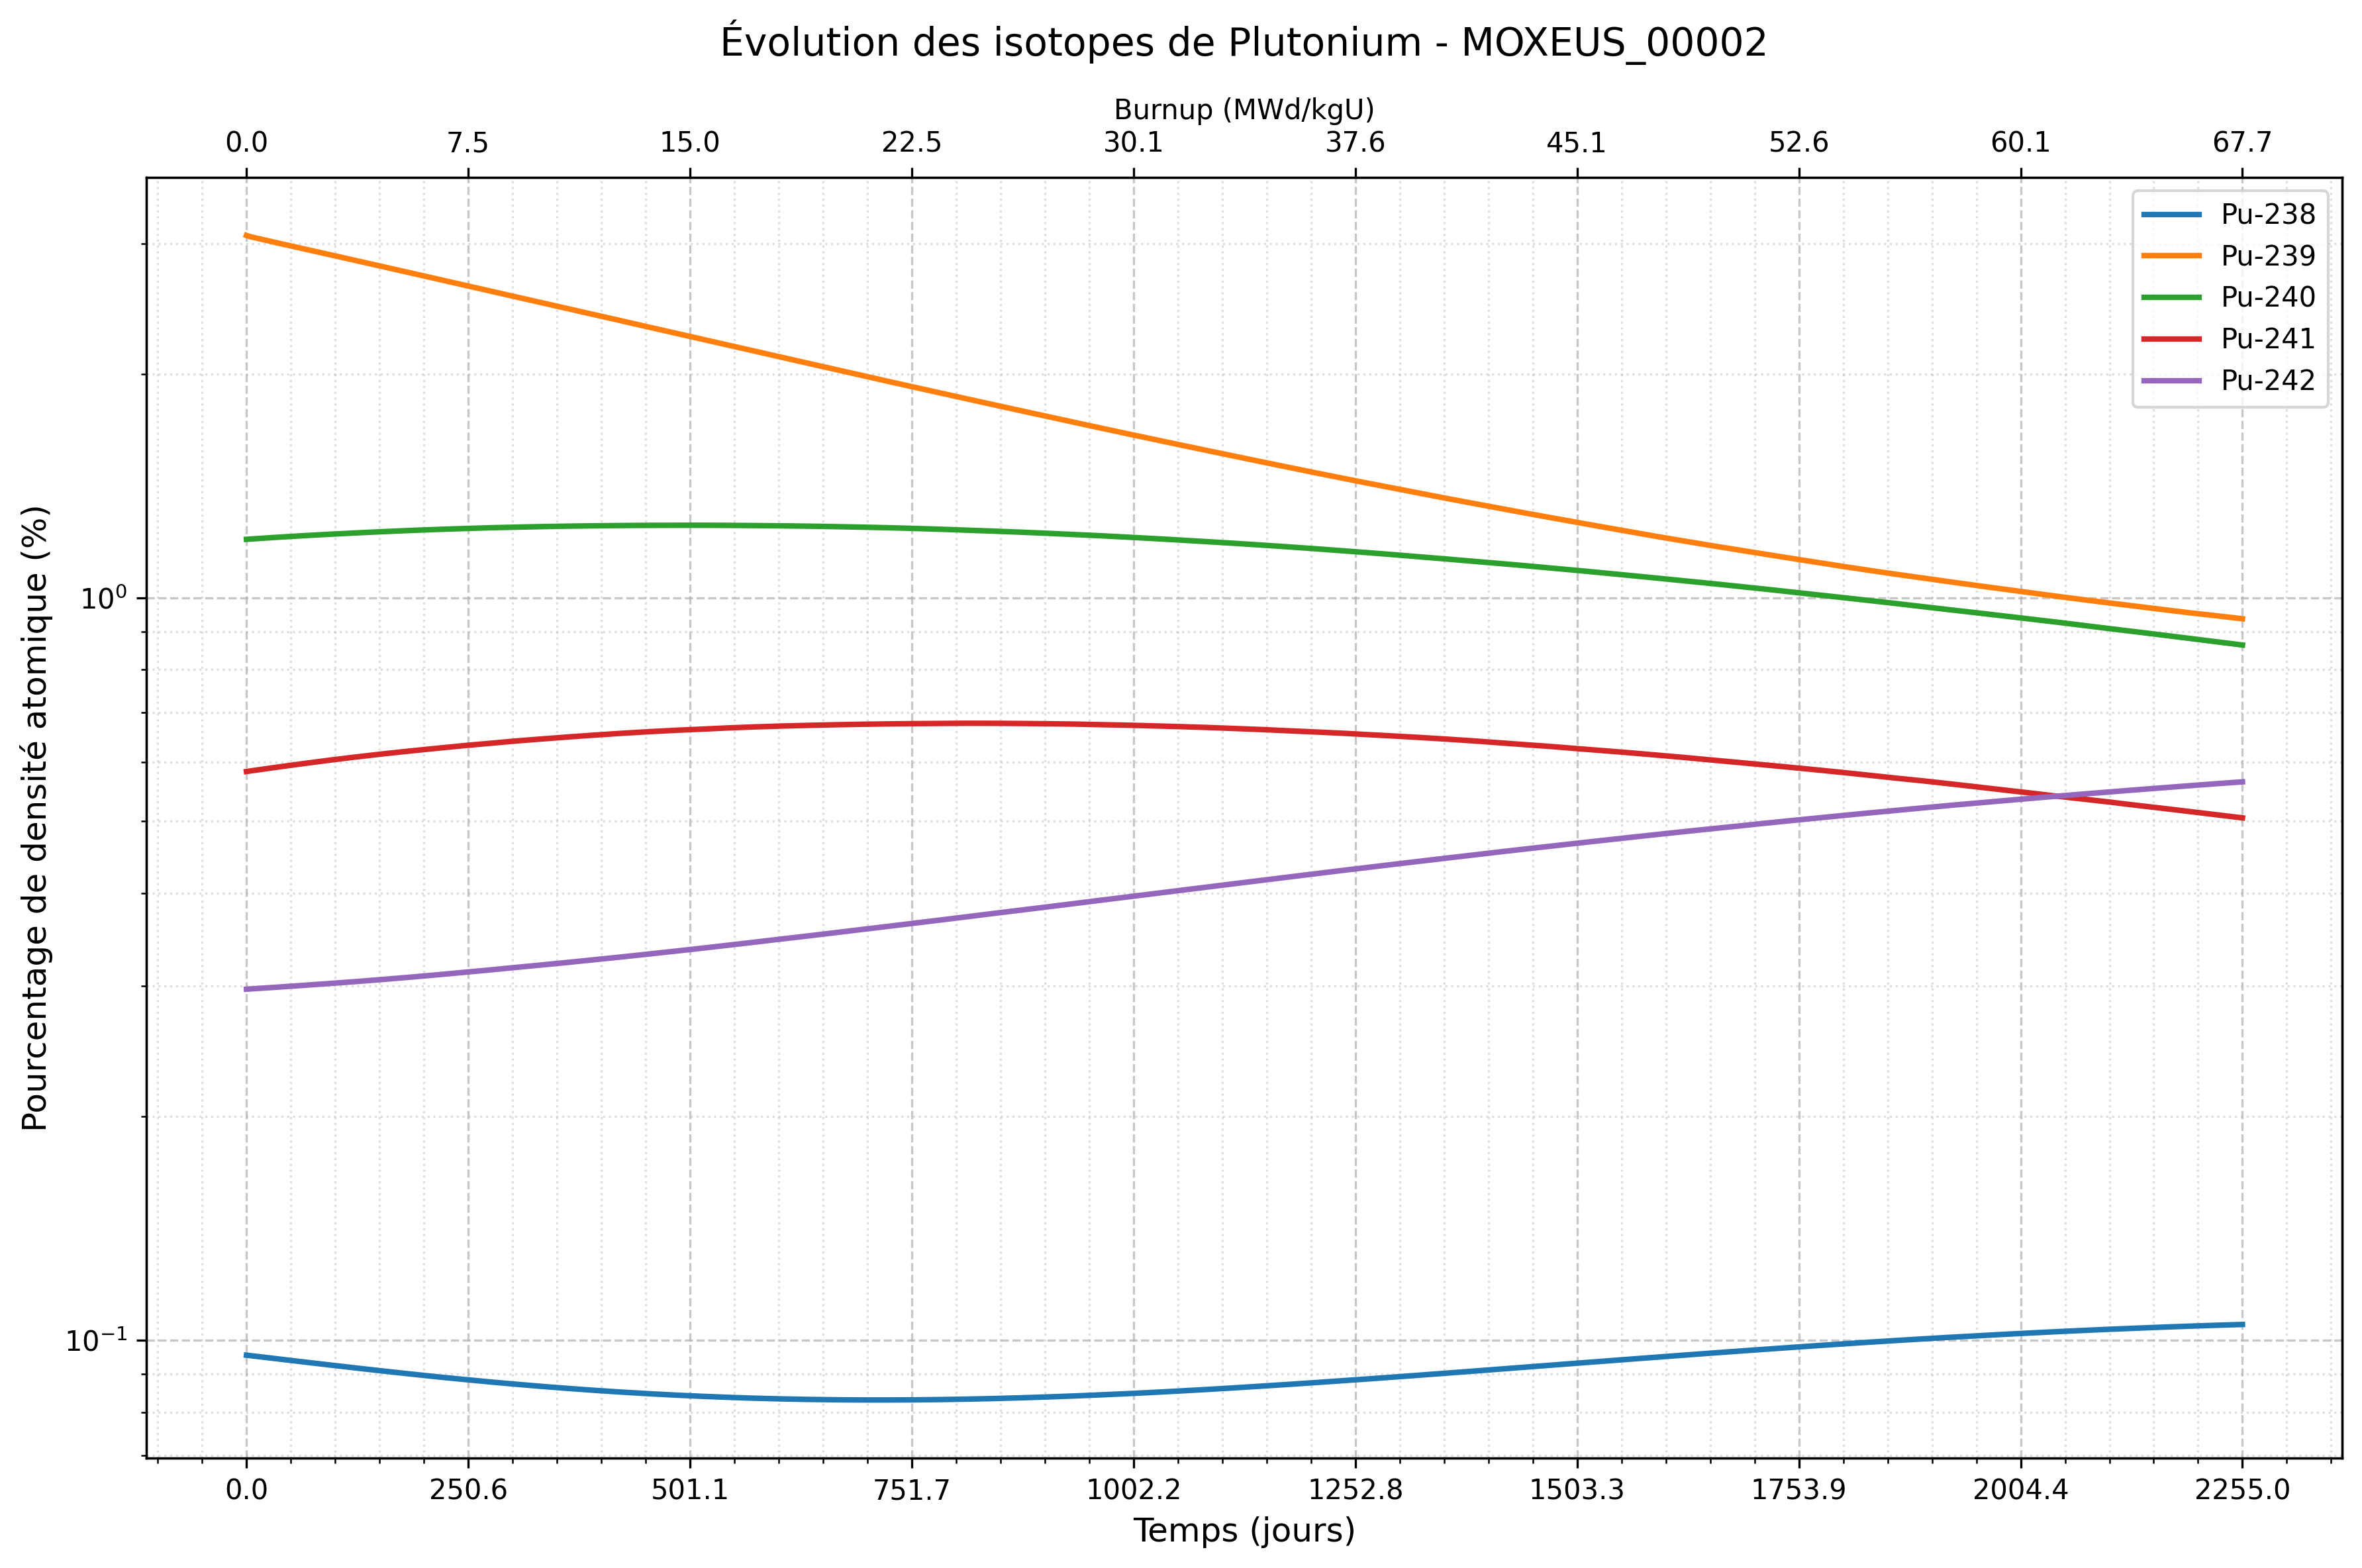 Évolution des isotopes de Plutonium - MOXEUS_00002
Burnup (MWd/kgU)
0.0 7.5 15.0 22.5 30.1 37.6 45.1 52.6 60.1 67.7
Pu-238
Pu-239
Pu-240
Pu-241
Pu-242
Pourcentage de densité atomique (%)
10⁰
10⁻¹
0.0 250.6 501.1 751.7 1002.2 1252.8 1503.3 1753.9 2004.4 2255.0
Temps (jours)